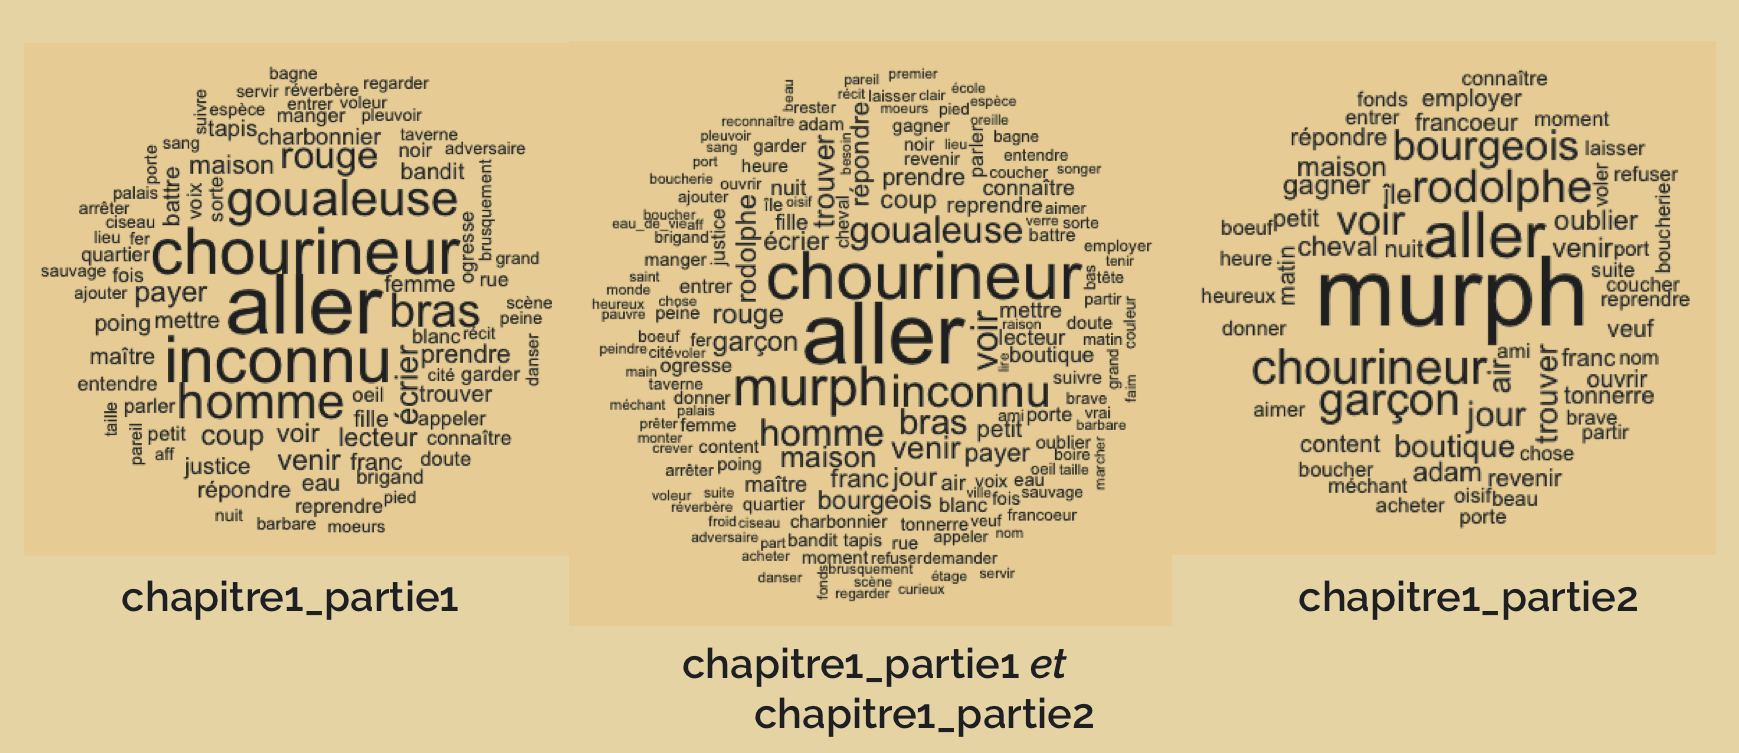 bagne
servir réverbère regarder
suivre espèce entrer voleur
manger pleuvoir
tapis charbonnier taverne
porte sang maison rouge noir adversaire
battre voix sorte bandit
palais goualeuse brusquement
arrêter
ciseau
lieu fer chourineur ogresse
quartier grand
sauvage fois aller femme rue
ajouter payer bras scène
peine
poing mettre blanc récit
maître inconnu écrier prendre danser
entendre cité garder
taille parler homme oeil trouver
fille appeler
pareil petit coup voir lecteur connaître
aff justice venir franc doute
répondre eau brigand
reprendre pied
nuit barbare moeurs
chapitre1_partie1
pareil premier
beau récit laisser clair école
brester répondre moeurs pied espèce
reconnaître adam gagner parler oreille
pleuvoir trouver besoin noir lieu bagne
sang garder revenir entendre
port heure prendre coucher songer
boucherie ouvrir nuit connaître
ajouter île oisif cheval coup reprendre aimer
boucher rodolphe fille verre sorte
eau_de_vie aff justice goualeuse battre
brigand écrier employer
manger chourineur bas tenir
saint entrer tête
monde
heureux chose partir
pauvre peine rouge aller voir mettre couleur
raison doute
boeuf fer garçon lecteur matin
peindre cité voler lire boutique grand
main ogresse
taverne murph inconnu suivre faim
donner brave
méchant palais bras ami porte vrai
prêter femme homme petit barbare
monter oublier marcher
crever content maison venir payer boire
arrêter poing oeil taille
maître franc jour air voix eau
voleur suite ville fois sauvage
réverbère quartier bourgeois blanc
froid ciseau charbonnier tonnerre veuf francoeur
adversaire part bandit tapis rue appeler nom
acheter moment refuser demander
danser fonds brusquement étage servir
scène
regarder curieux
chapitre1_partie1 et
chapitre1_partie2
connaître
fonds employer
entrer francoeur moment
répondre bourgeois laisser
maison voler refuser
gagner île rodolphe boucherie
boeuf petit voir aller oublier
cheval nuit venir port
heure matin murph suite
coucher
heureux reprendre
donner veuf
chourineur air ami trouver franc nom
ouvrir
aimer garçon jour tonnerre
brave
partir
content boutique chose
boucher adam revenir
méchant oisif beau
acheter
porte
chapitre1_partie2